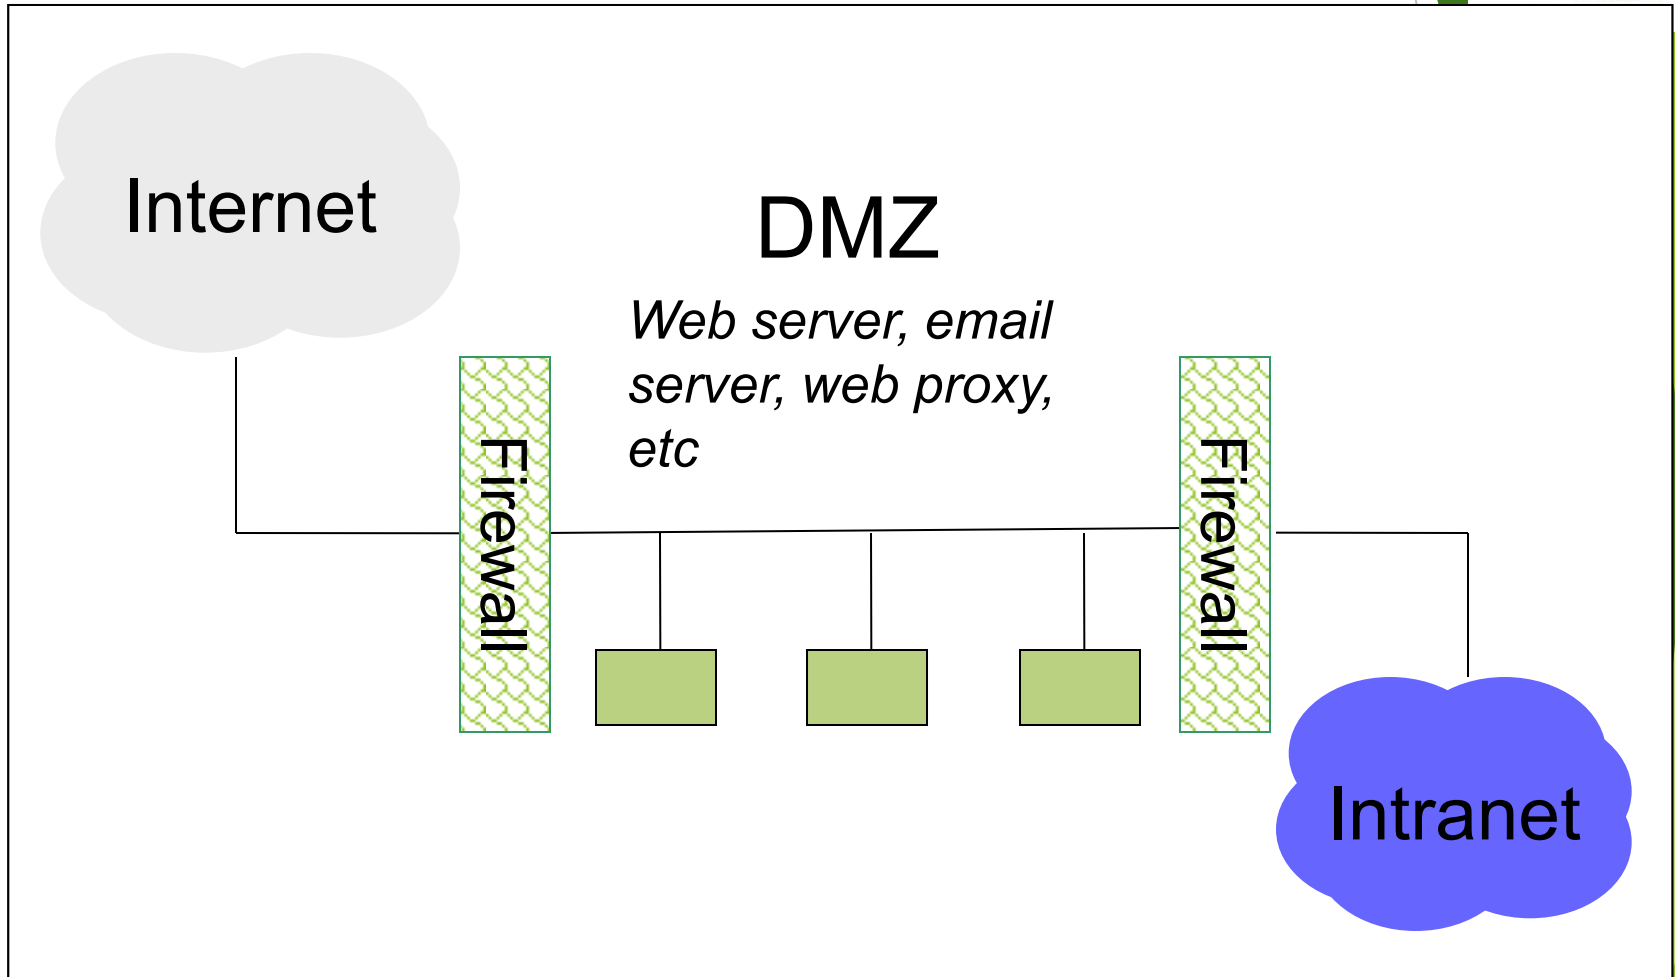 Internet
DMZ
Web server, email
server, web proxy,
etc
Firewall
Firewall
Intranet